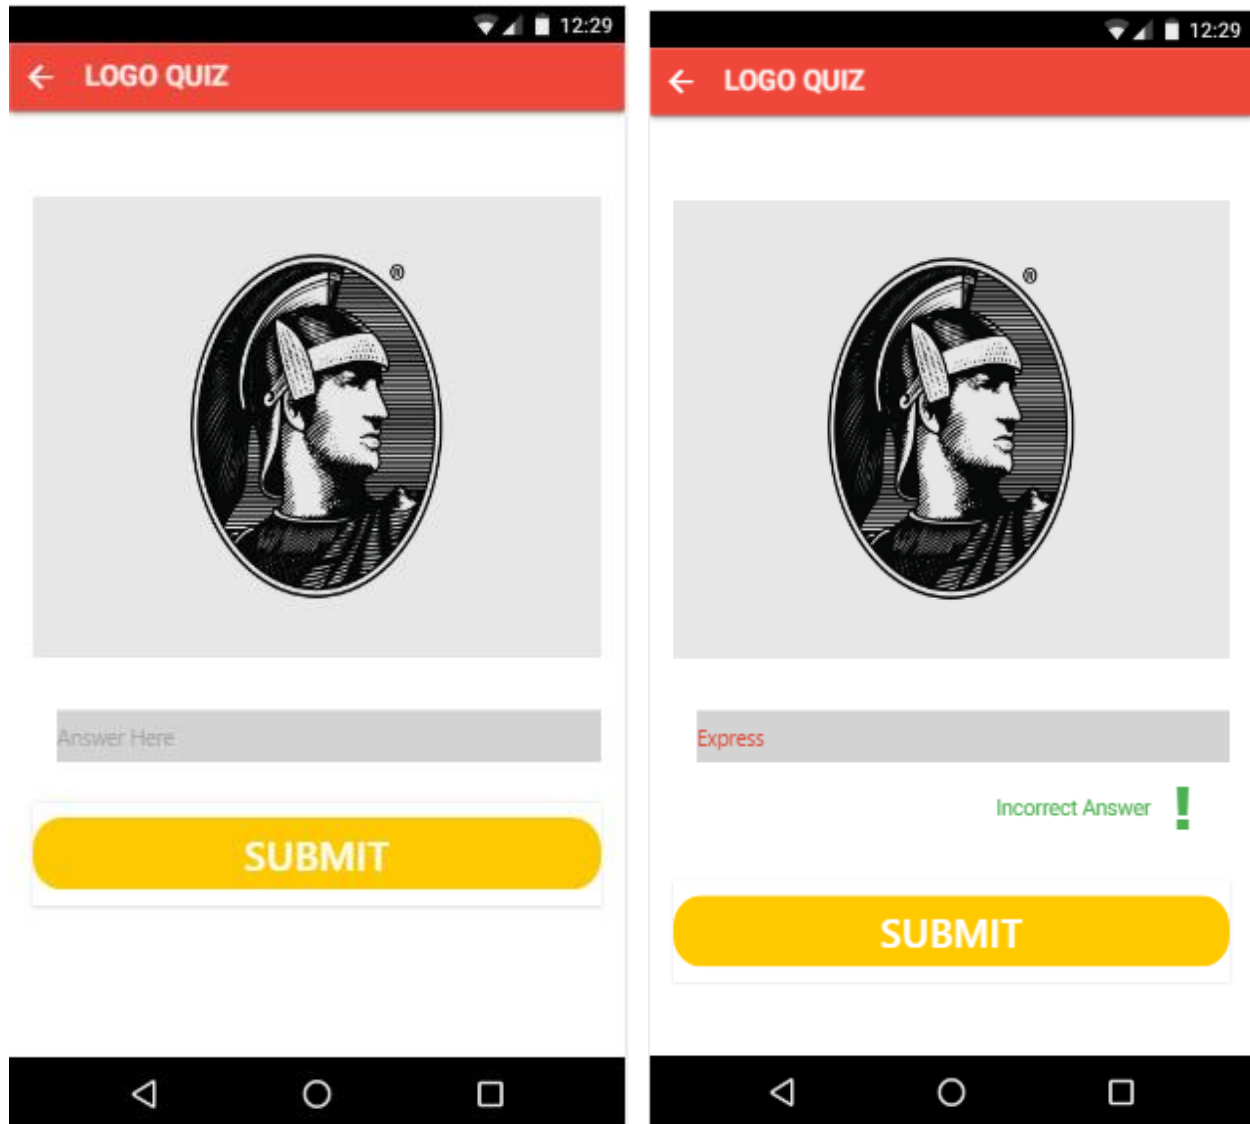 12:29
LOGO QUIZ
®
Answer Here
SUBMIT
12:29
LOGO QUIZ
®
Express
Incorrect Answer !
SUBMIT